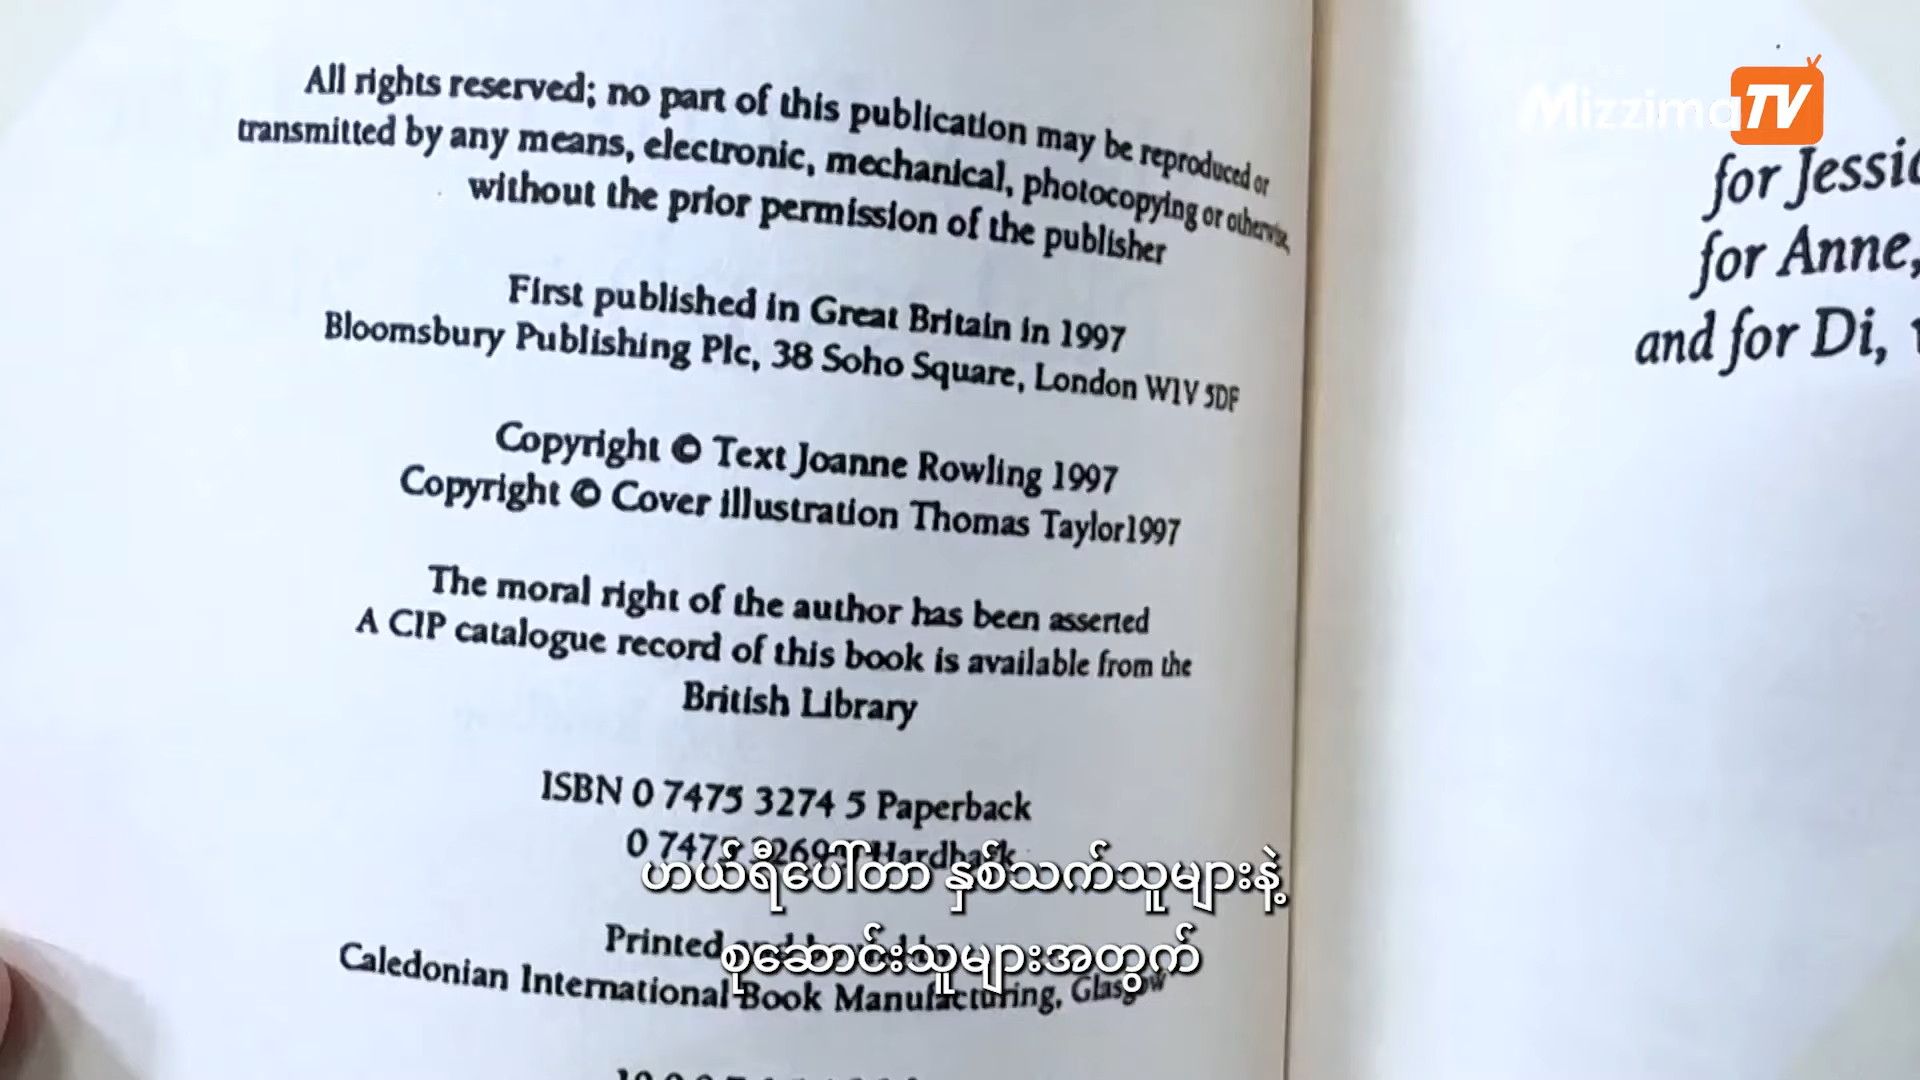 All rights reserved; no part of this publication may be reproduced or
transmitted by any means, electronic, mechanical, photocopying or otherwise,
without the prior permission of the publisher
First published in Great Britain in 1997
Bloomsbury Publishing Plc, 38 Soho Square, London W1V 5DF
Copyright © Text Joanne Rowling 1997
Copyright © Cover illustration Thomas Taylor1997
The moral right of the author has been asserted
A CIP catalogue record of this book is available from the
British Library
ISBN 0 7475 3274 5 Paperback
0 7475 Hardback
Printed and bound by
Caledonian International Book Manufacturing, Glasgow
MizzimaTV
for
for Anne,
and for Di,
ဟယ်ရီပေါ်တာ နှစ်သက်သူများနဲ့
စုဆောင်းသူများအတွက်